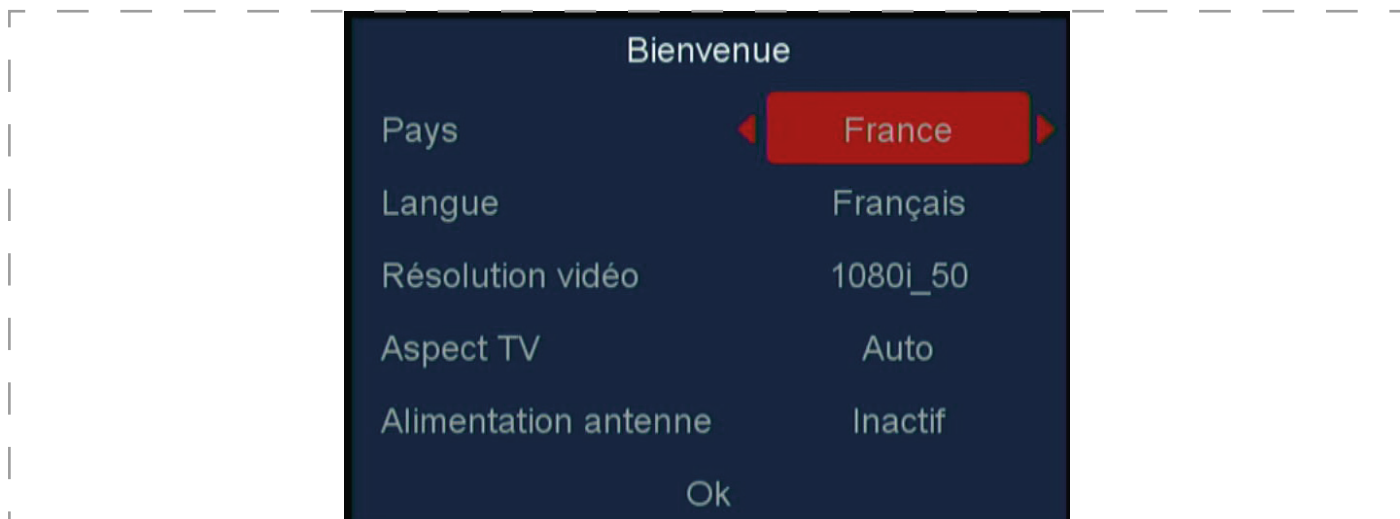 Bienvenue
Pays France
Langue Français
Résolution vidéo 1080i_50
Aspect TV Auto
Alimentation antenne Inactif
Ok